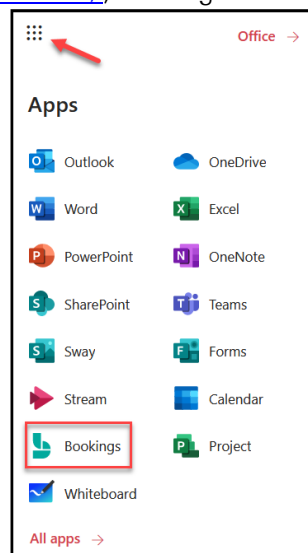 Office →
Apps
Outlook OneDrive
Word Excel
PowerPoint OneNote
SharePoint Teams
Sway Forms
Stream Calendar
Bookings Project
Whiteboard
All apps →